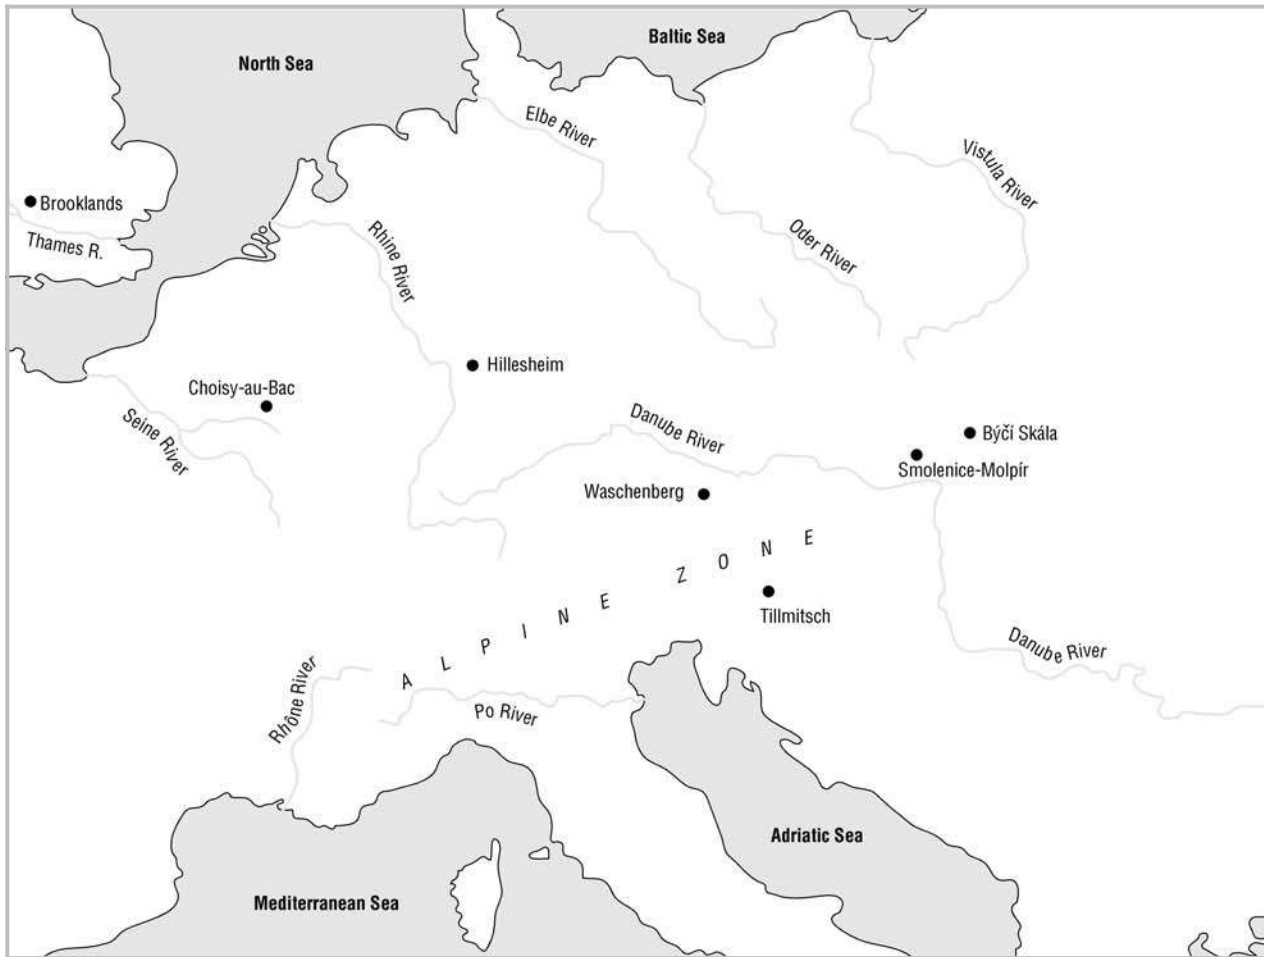 Baltic Sea
North Sea
Elbe River
Vistula River
Brooklands
Thames R.
Rhine River
Oder River
Hillesheim
Choisy-au-Bac
Seine River
Danube River
Býčí Skála
Smolenice-Molpír
Waschenberg
ALPINE ZONE
Tillmitsch
Danube River
Rhône River
Po River
Adriatic Sea
Mediterranean Sea